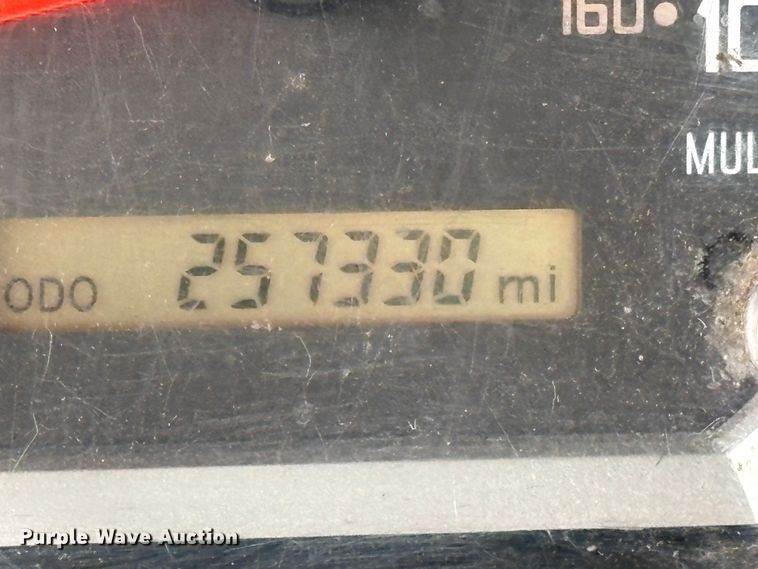 160
MUL
ODO 257330 mi
Purple Wave Auction